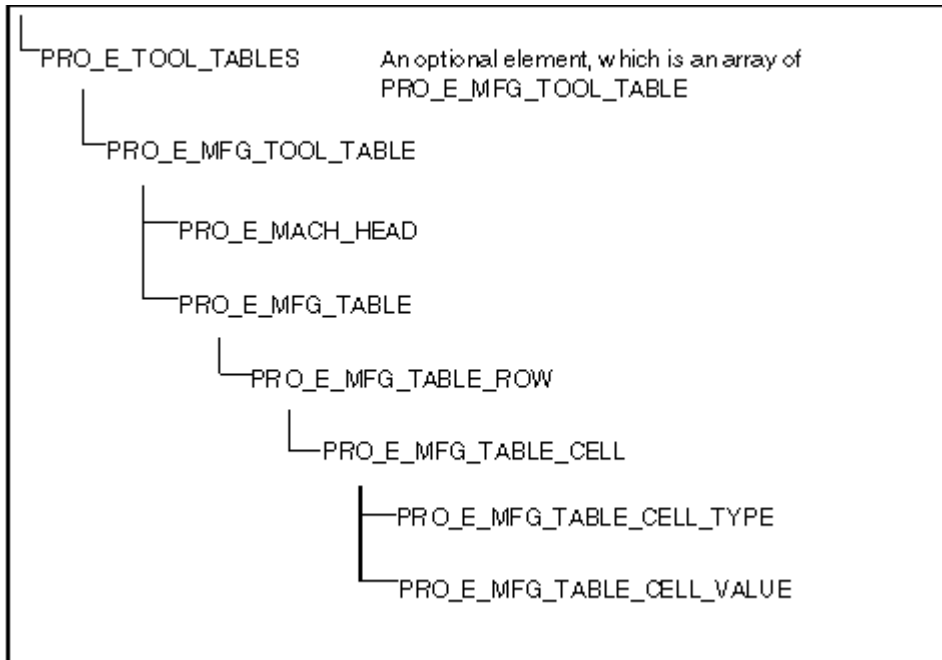 PRO_E_TOOL_TABLES An optional element, which is an array of
PRO_E_MFG_TOOL_TABLE
PRO_E_MFG_TOOL_TABLE
PRO_E_MACH_HEAD
PRO_E_MFG_TABLE
PRO_E_MFG_TABLE_ROW
PRO_E_MFG_TABLE_CELL
PRO_E_MFG_TABLE_CELL_TYPE
PRO_E_MFG_TABLE_CELL_VALUE